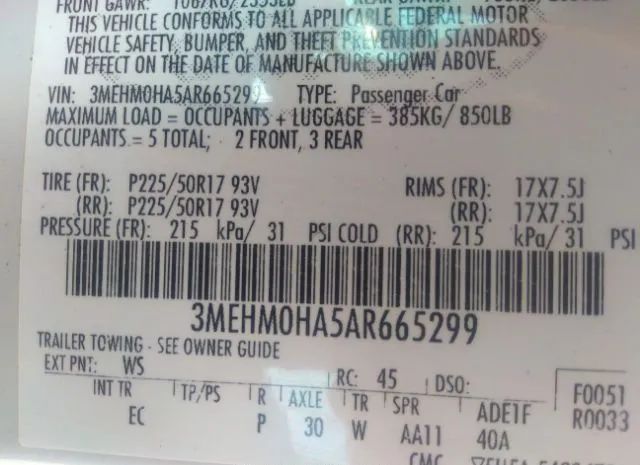 FRONT GAWR: 1067KG/2353LB
THIS VEHICLE CONFORMS TO ALL APPLICABLE FEDERAL MOTOR
VEHICLE SAFETY, BUMPER, AND THEFT PREVENTION STANDARDS
IN EFFECT ON THE DATE OF MANUFACTURE SHOWN ABOVE.
VIN: 3MEHM0HA5AR665299 TYPE: Passenger Car
MAXIMUM LOAD = OCCUPANTS + LUGGAGE = 385KG/ 850LB
OCCUPANTS = 5 TOTAL; 2 FRONT, 3 REAR
TIRE (FR): P225/50R17 93V RIMS (FR): 17X7.5J
(RR): P225/50R17 93V (RR): 17X7.5J
PRESSURE (FR): 215 kPa/ 31 PSI COLD (RR): 215 kPa/ 31 PSI
3MEHM0HA5AR665299
TRAILER TOWING - SEE OWNER GUIDE
EXT PNT: WS RC: 45 DSO: F0051
INT TR TP/PS R AXLE TR SPR ADE1F R0033
EC P 30 W AA11 40A